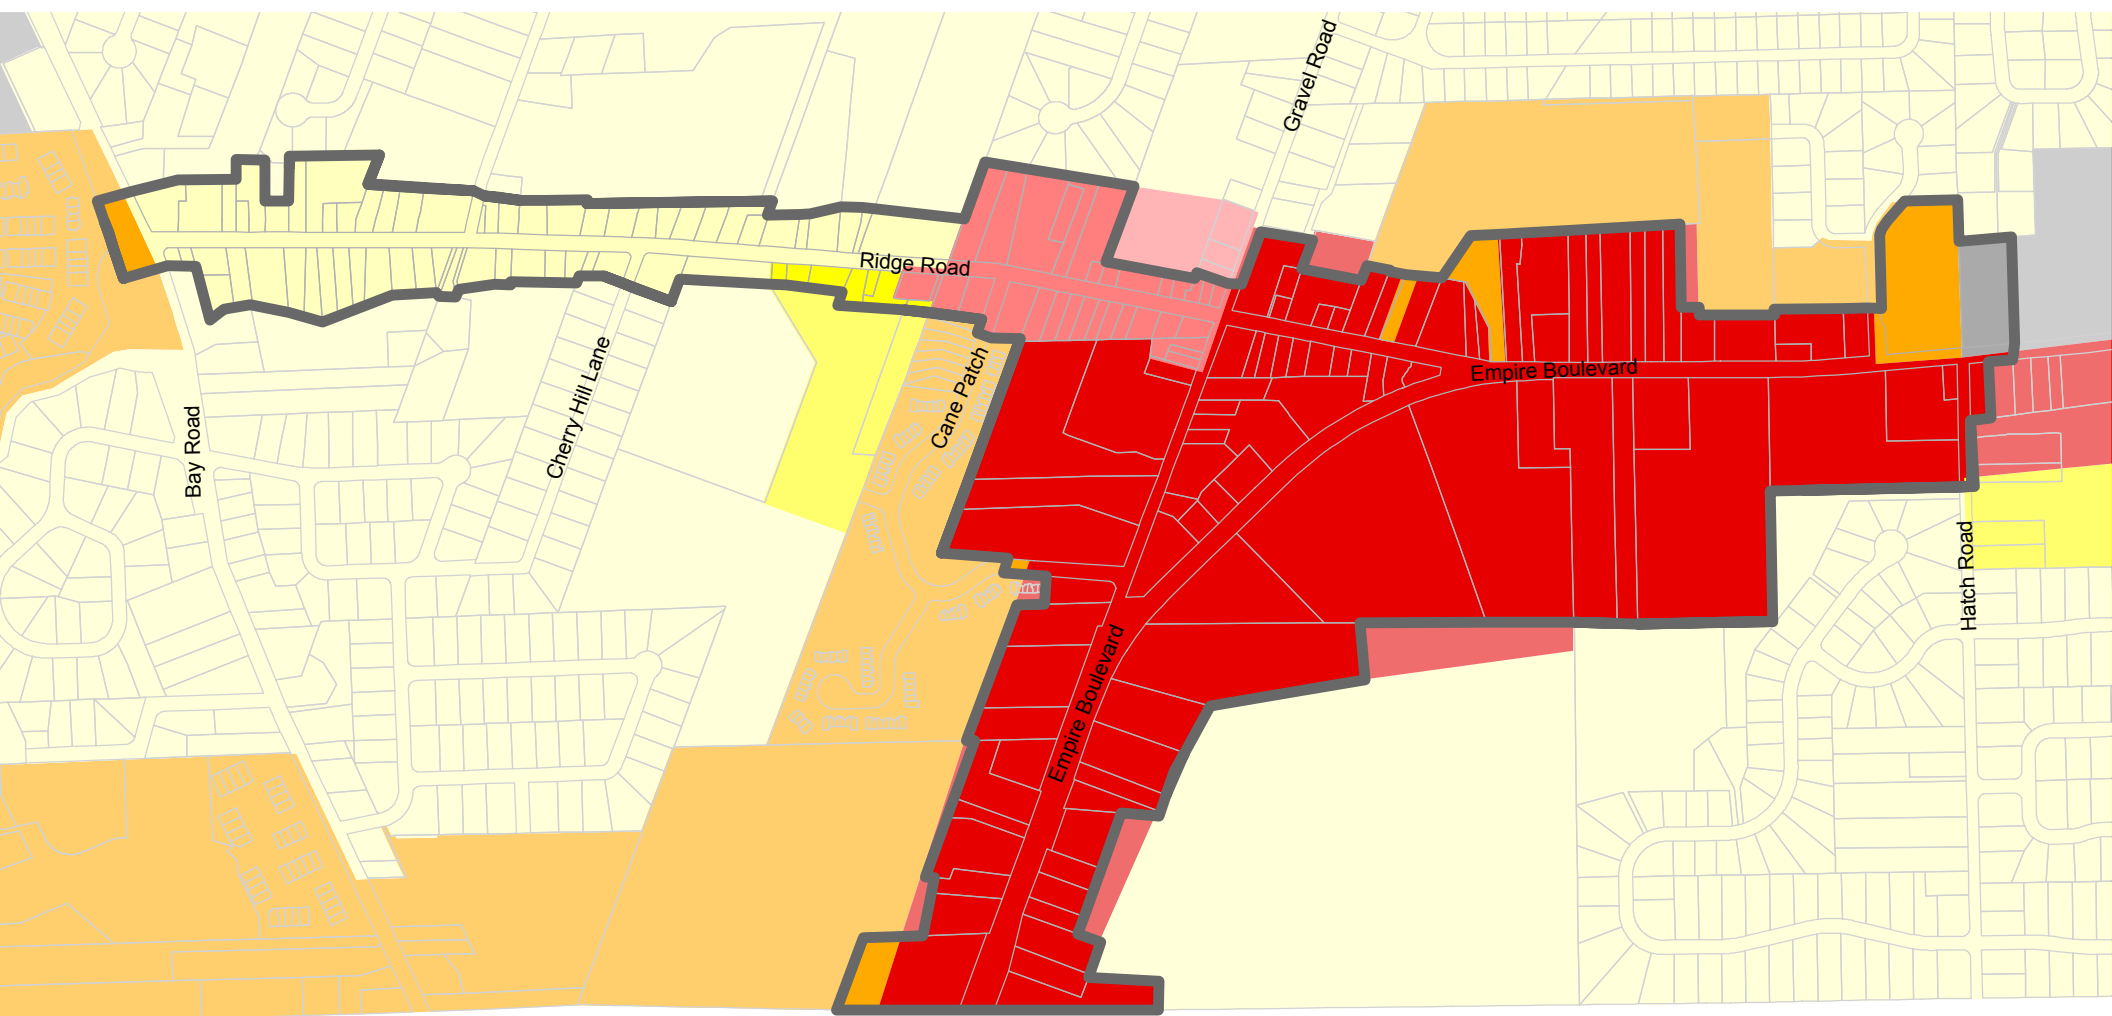 Gravel Road
Ridge Road
Empire Boulevard
Cane Patch
Cherry Hill Lane
Bay Road
Hatch Road
Empire Boulevard